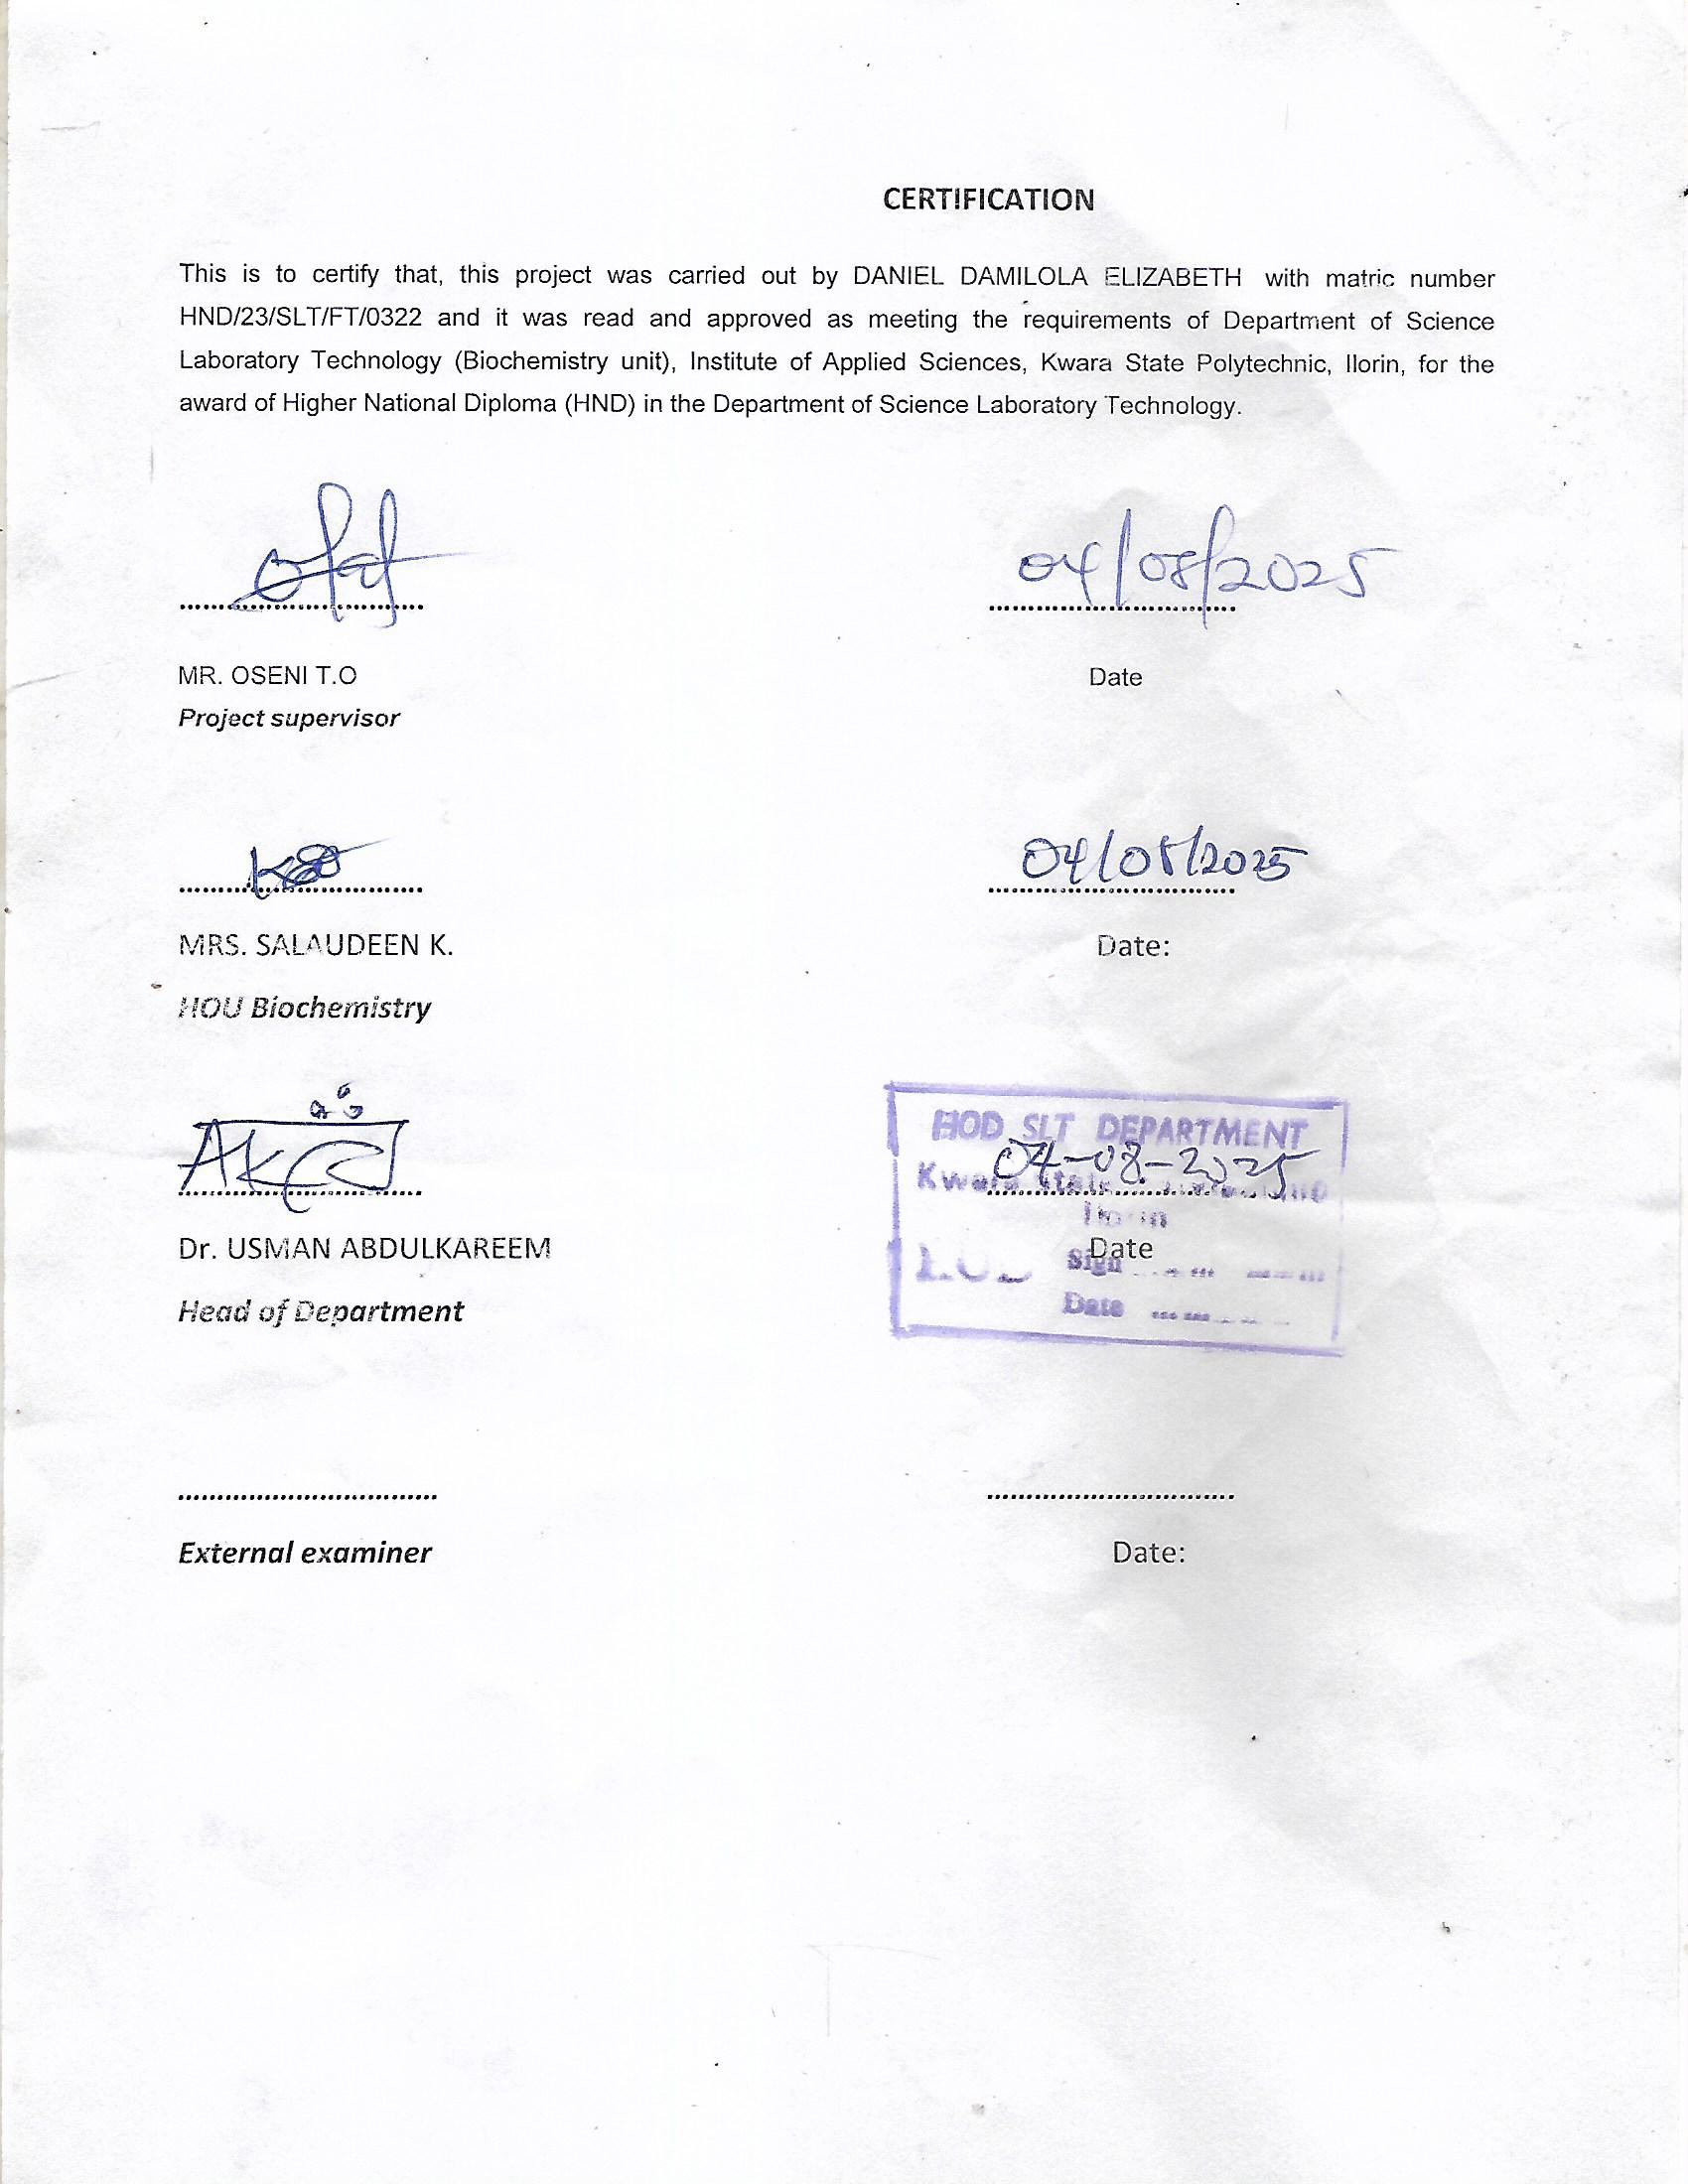 CERTIFICATION
This is to certify that, this project was carried out by DANIEL DAMILOLA ELIZABETH with matric number
HND/23/SLT/FT/0322 and it was read and approved as meeting the requirements of Department of Science
Laboratory Technology (Biochemistry unit), Institute of Applied Sciences, Kwara State Polytechnic, Ilorin, for the
award of Higher National Diploma (HND) in the Department of Science Laboratory Technology.
04/08/2025
MR. OSENI T.O Date
Project supervisor
04/08/2025
MRS. SALAUDEEN K. Date:
HOU Biochemistry
HOD SLT DEPARTMENT
04-08-2025
Kwara State
Ilorin
Dr. USMAN ABDULKAREEM Date
Sign
Head of Department
Date
External examiner Date: